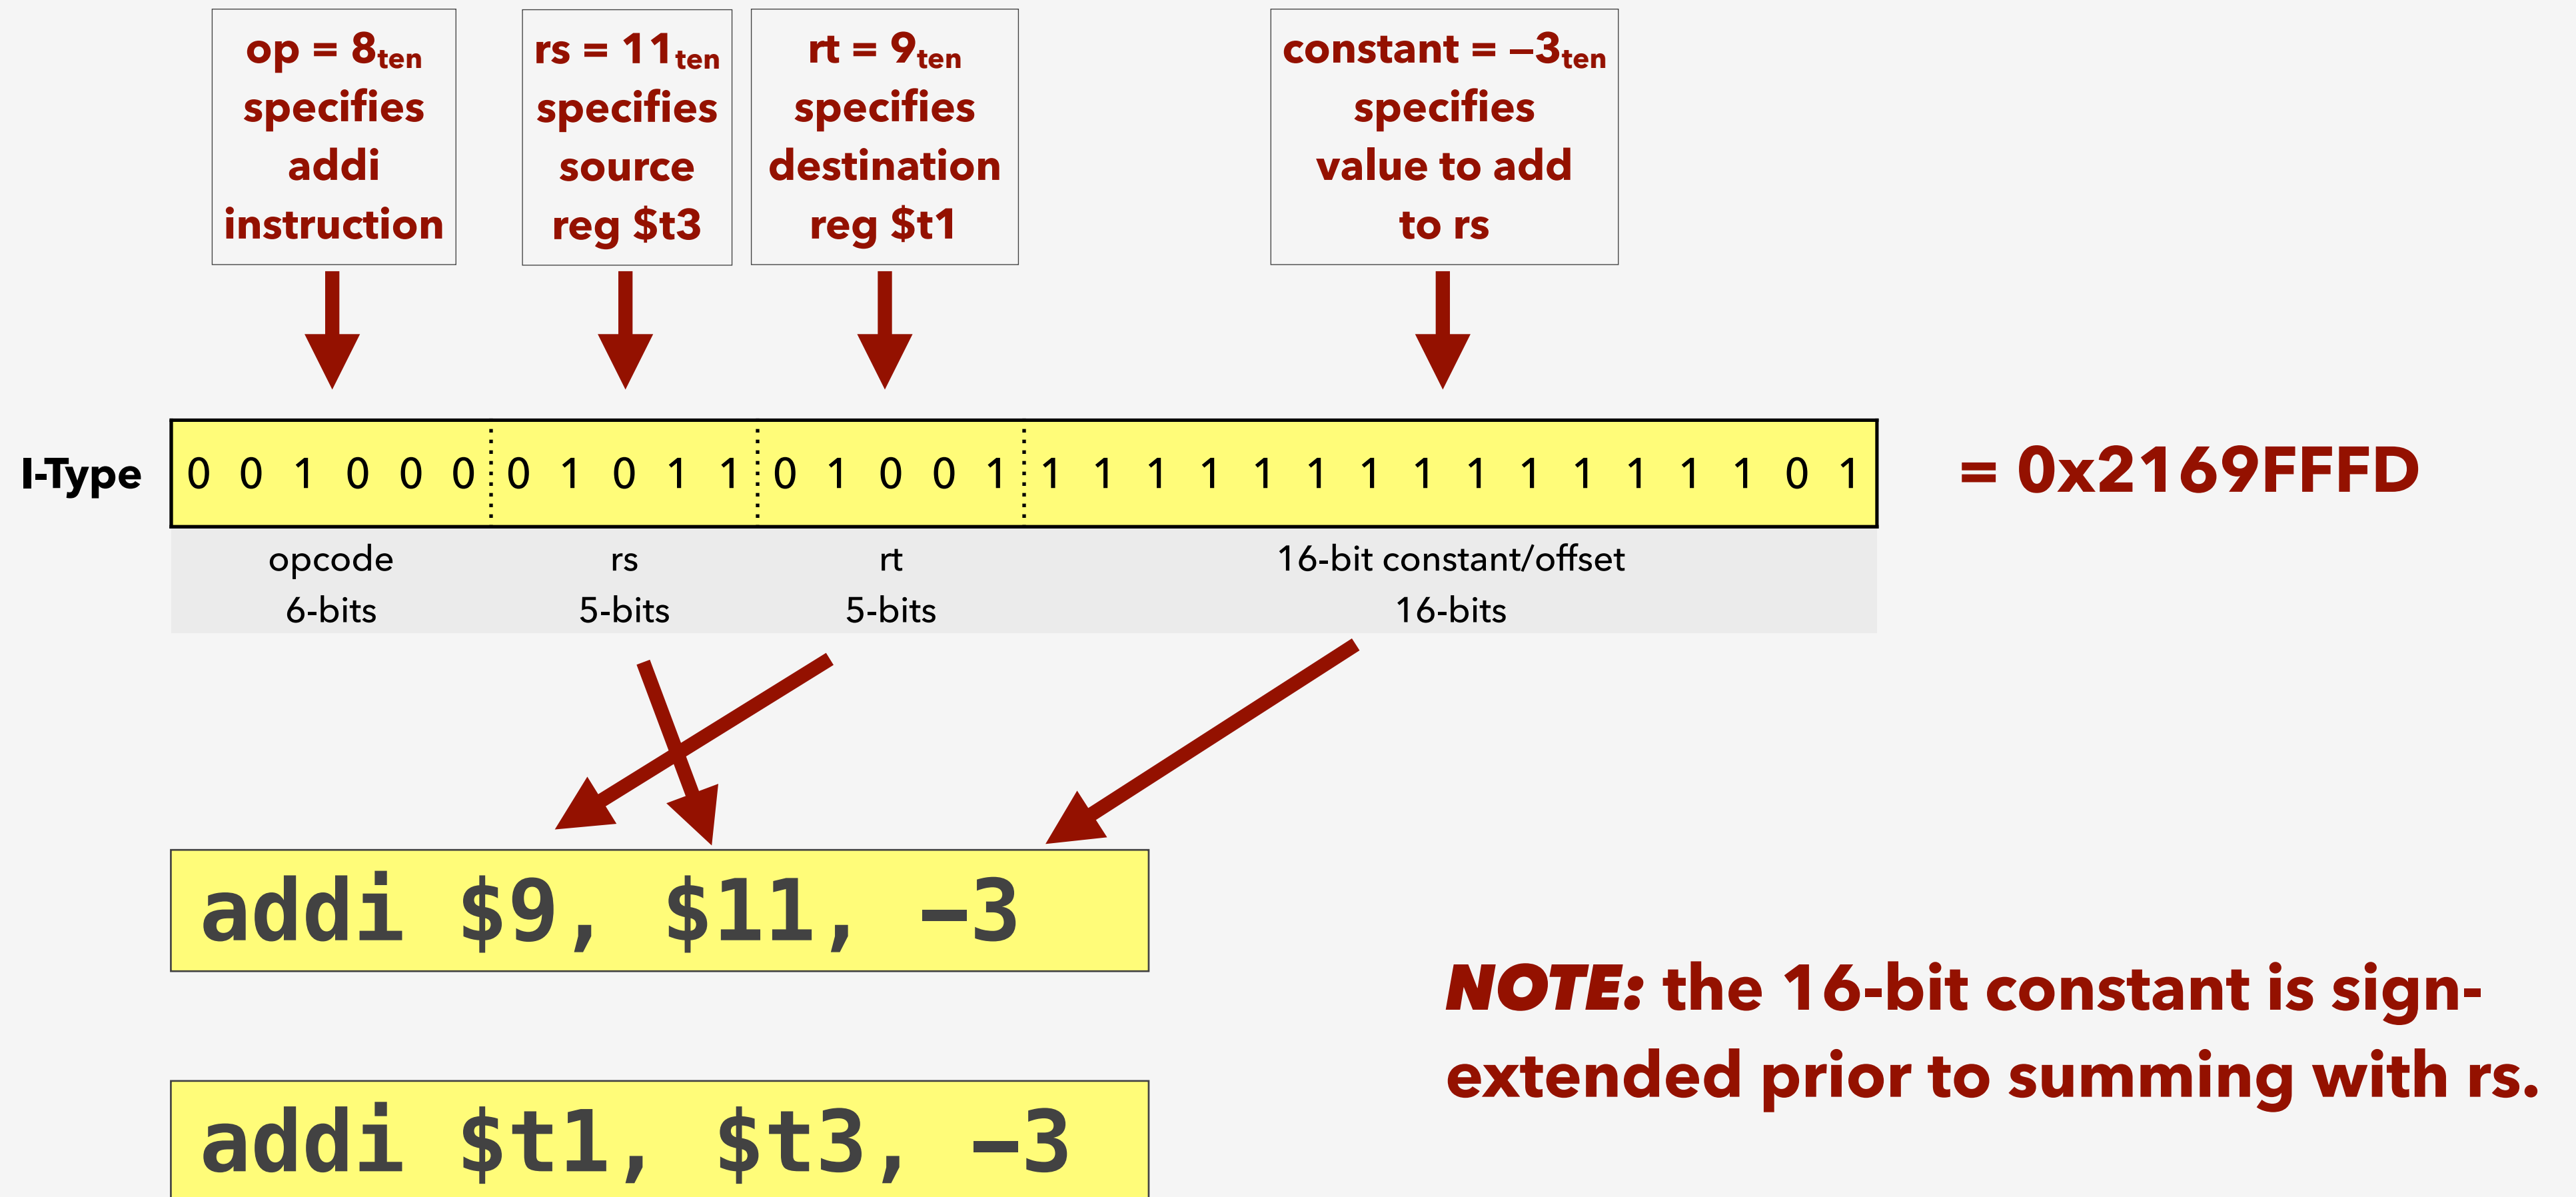 op = 8ten
specifies
addi
instruction
rs = 11ten
specifies
source
reg $t3
rt = 9ten
specifies
destination
reg $t1
constant = –3ten
specifies
value to add
to rs
I-Type
0 0 1 0 0 0 0 1 0 1 1 0 1 0 0 1 1 1 1 1 1 1 1 1 1 1 1 1 1 1 0 1
= 0x2169FFFD
opcode rs rt 16-bit constant/offset
6-bits 5-bits 5-bits 16-bits
addi $9, $11, –3
addi $t1, $t3, –3
NOTE: the 16-bit constant is sign-
extended prior to summing with rs.